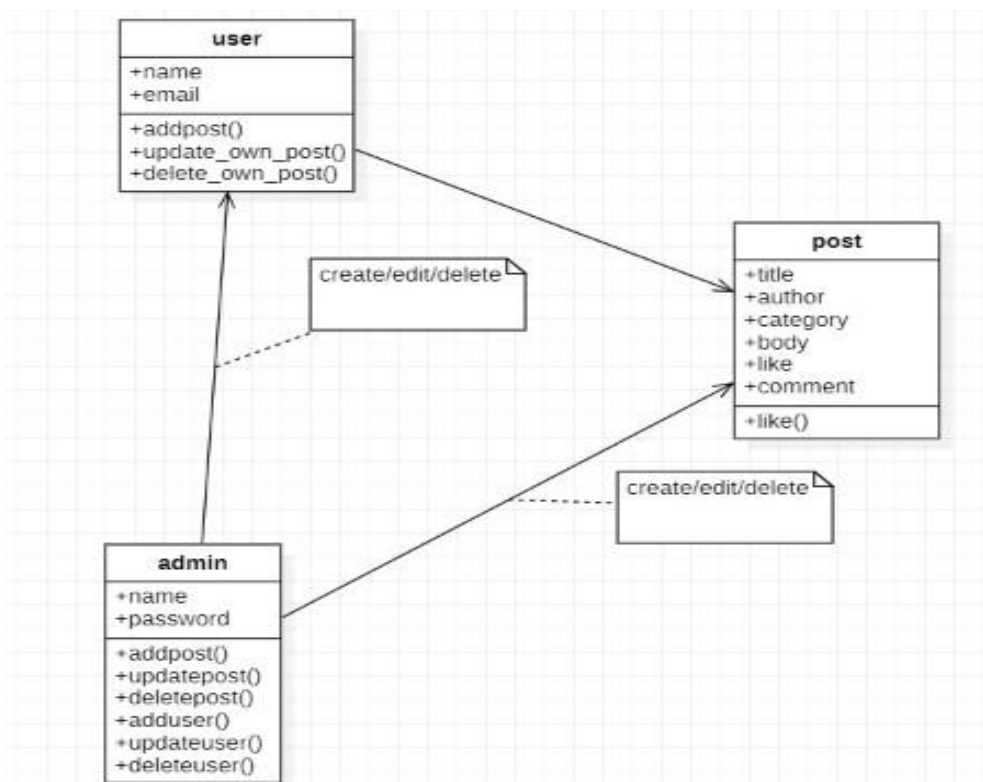 user
+name
+email
+addpost()
+update_own_post()
+delete_own_post()
create/edit/delete
post
+title
+author
+category
+body
+like
+comment
+like()
create/edit/delete
admin
+name
+password
+addpost()
+updatepost()
+deletepost()
+adduser()
+updateuser()
+deleteuser()